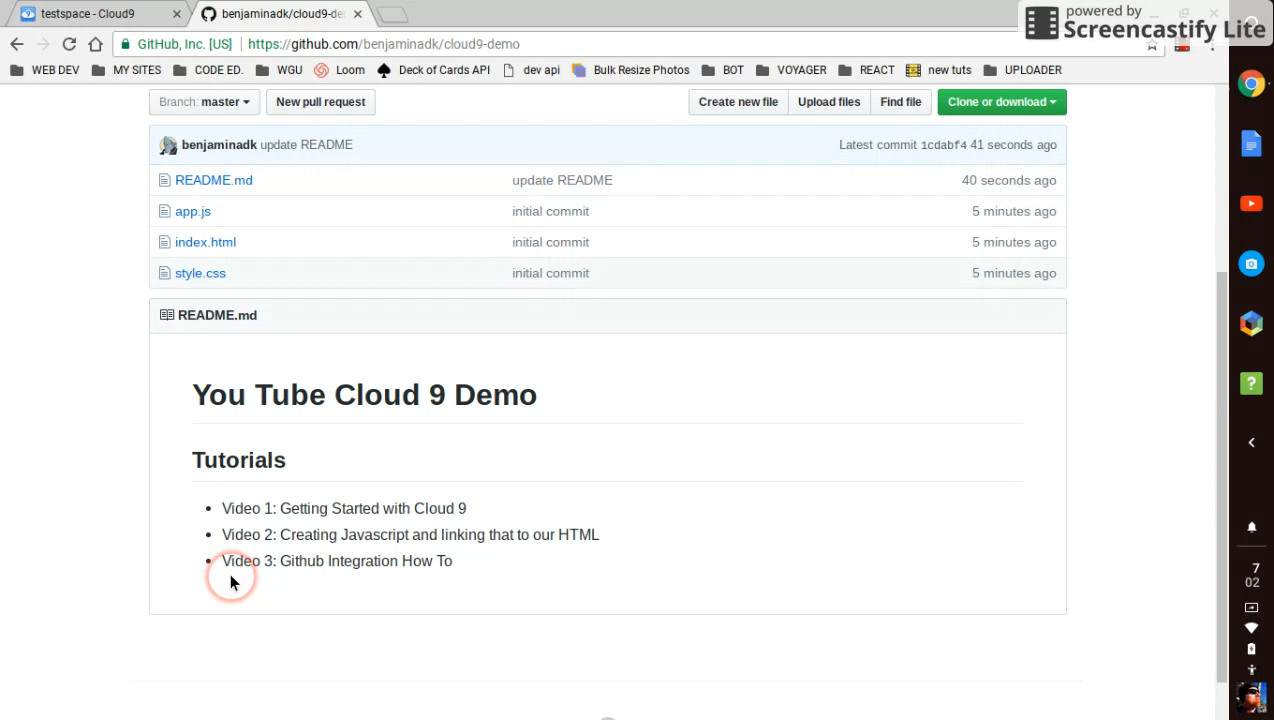 testspace - Cloud9
benjaminadk/cloud9-de
powered by
Screencastify Lite
GitHub, Inc. [US] https://github.com/benjaminadk/cloud9-demo
WEB DEV MY SITES CODE ED. WGU Loom Deck of Cards API dev api Bulk Resize Photos BOT VOYAGER REACT new tuts UPLOADER
Branch: master New pull request Create new file Upload files Find file Clone or download
benjaminadk update README Latest commit 1cdabf4 41 seconds ago
README.md update README 40 seconds ago
app.js initial commit 5 minutes ago
index.html initial commit 5 minutes ago
style.css initial commit 5 minutes ago
README.md
You Tube Cloud 9 Demo
Tutorials
Video 1: Getting Started with Cloud 9
Video 2: Creating Javascript and linking that to our HTML
Video 3: Github Integration How To
7
02